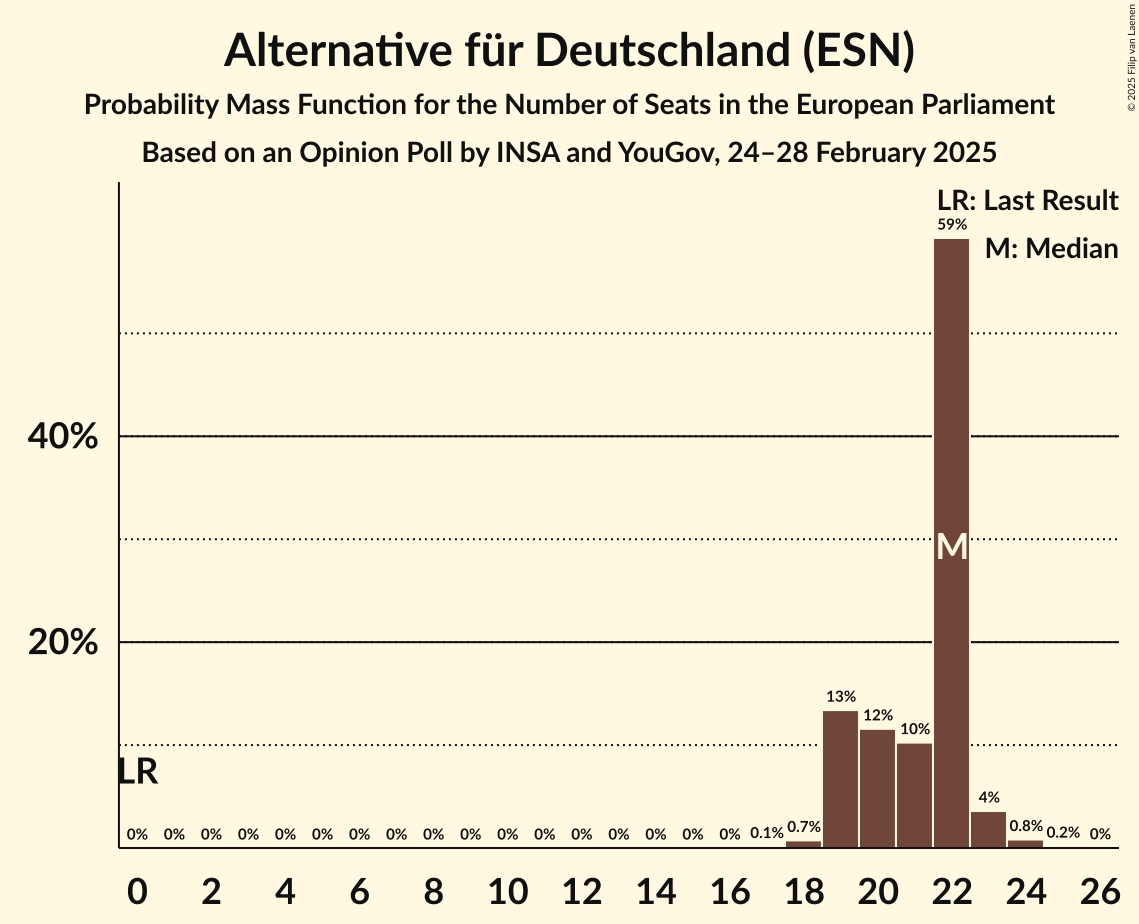 Alternative für Deutschland (ESN)
Probability Mass Function for the Number of Seats in the European Parliament
Based on an Opinion Poll by INSA and YouGov, 24–28 February 2025
© 2025 Filip van Laenen
LR: Last Result
M: Median
59%
40%
M
20%
13%
12%
10%
LR
4%
0% 0% 0% 0% 0% 0% 0% 0% 0% 0% 0% 0% 0% 0% 0% 0% 0% 0.1% 0.7% 0.8% 0.2% 0%
0 2 4 6 8 10 12 14 16 18 20 22 24 26